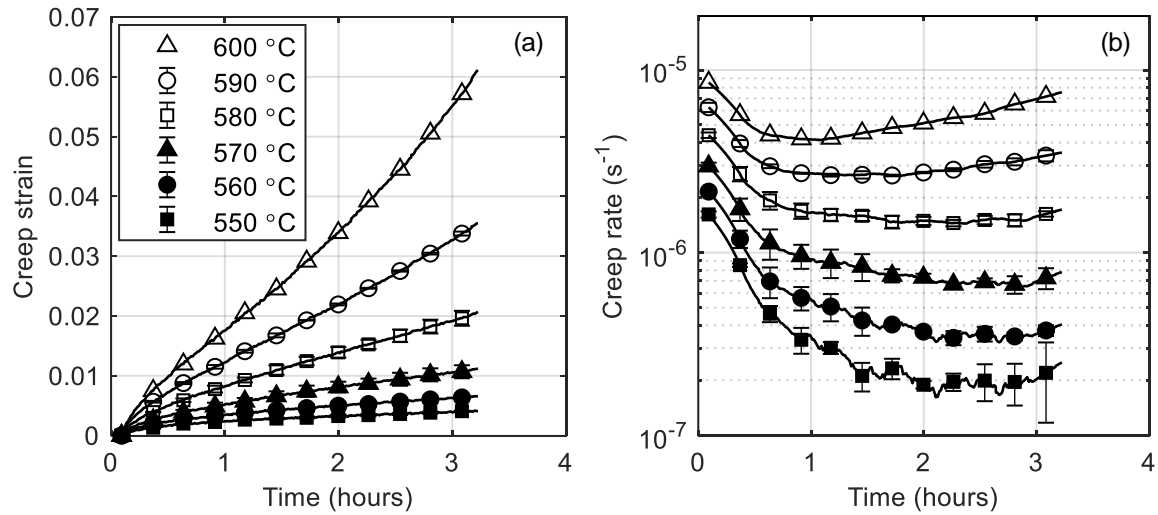 0.07
0.06
0.05
0.04
0.03
0.02
0.01
0
0
1
2
3
4
Creep strain
Time (hours)
(a)
600 °C
590 °C
580 °C
570 °C
560 °C
550 °C
10⁻⁵
10⁻⁶
10⁻⁷
0
1
2
3
4
Creep rate (s⁻¹)
Time (hours)
(b)